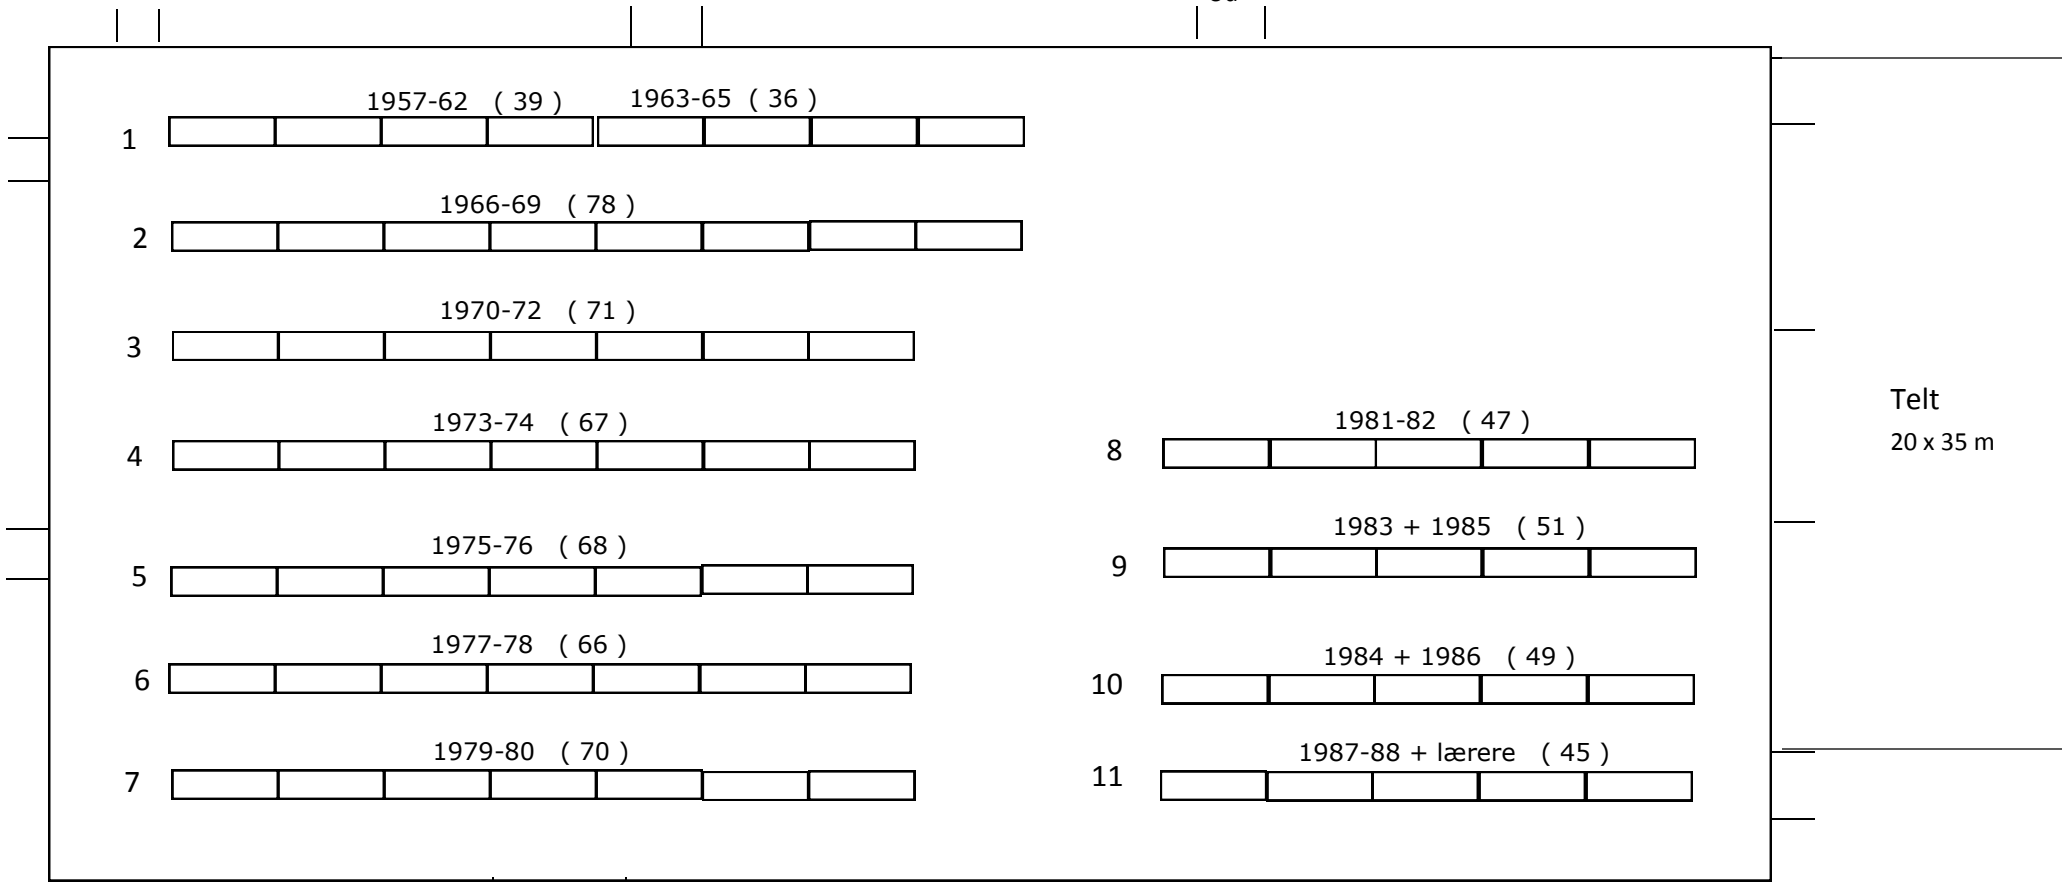 1957-62 ( 39 ) 1963-65 ( 36 )
1
1966-69 ( 78 )
2
1970-72 ( 71 )
3
1973-74 ( 67 )
4
1975-76 ( 68 )
5
1977-78 ( 66 )
6
1979-80 ( 70 )
7
1981-82 ( 47 )
8
1983 + 1985 ( 51 )
9
1984 + 1986 ( 49 )
10
1987-88 + lærere ( 45 )
11
Telt
20 x 35 m